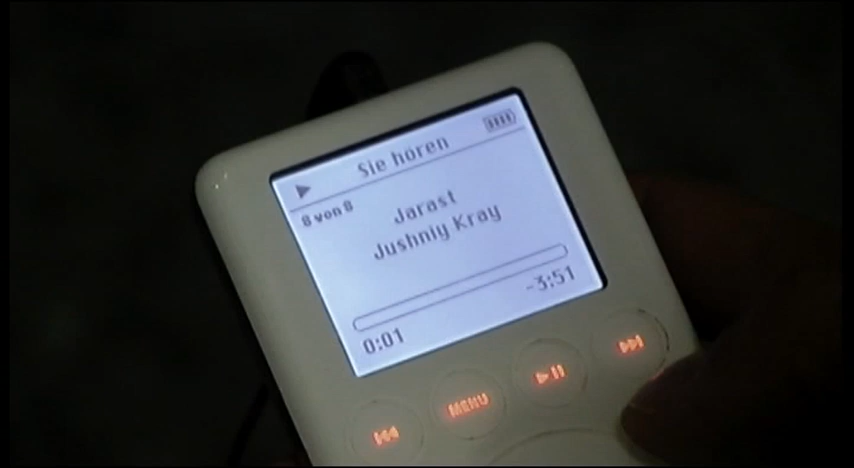 Sie hören
8 von 8
Jarast
Jushniy Kray
0:01
-3:51
MENU